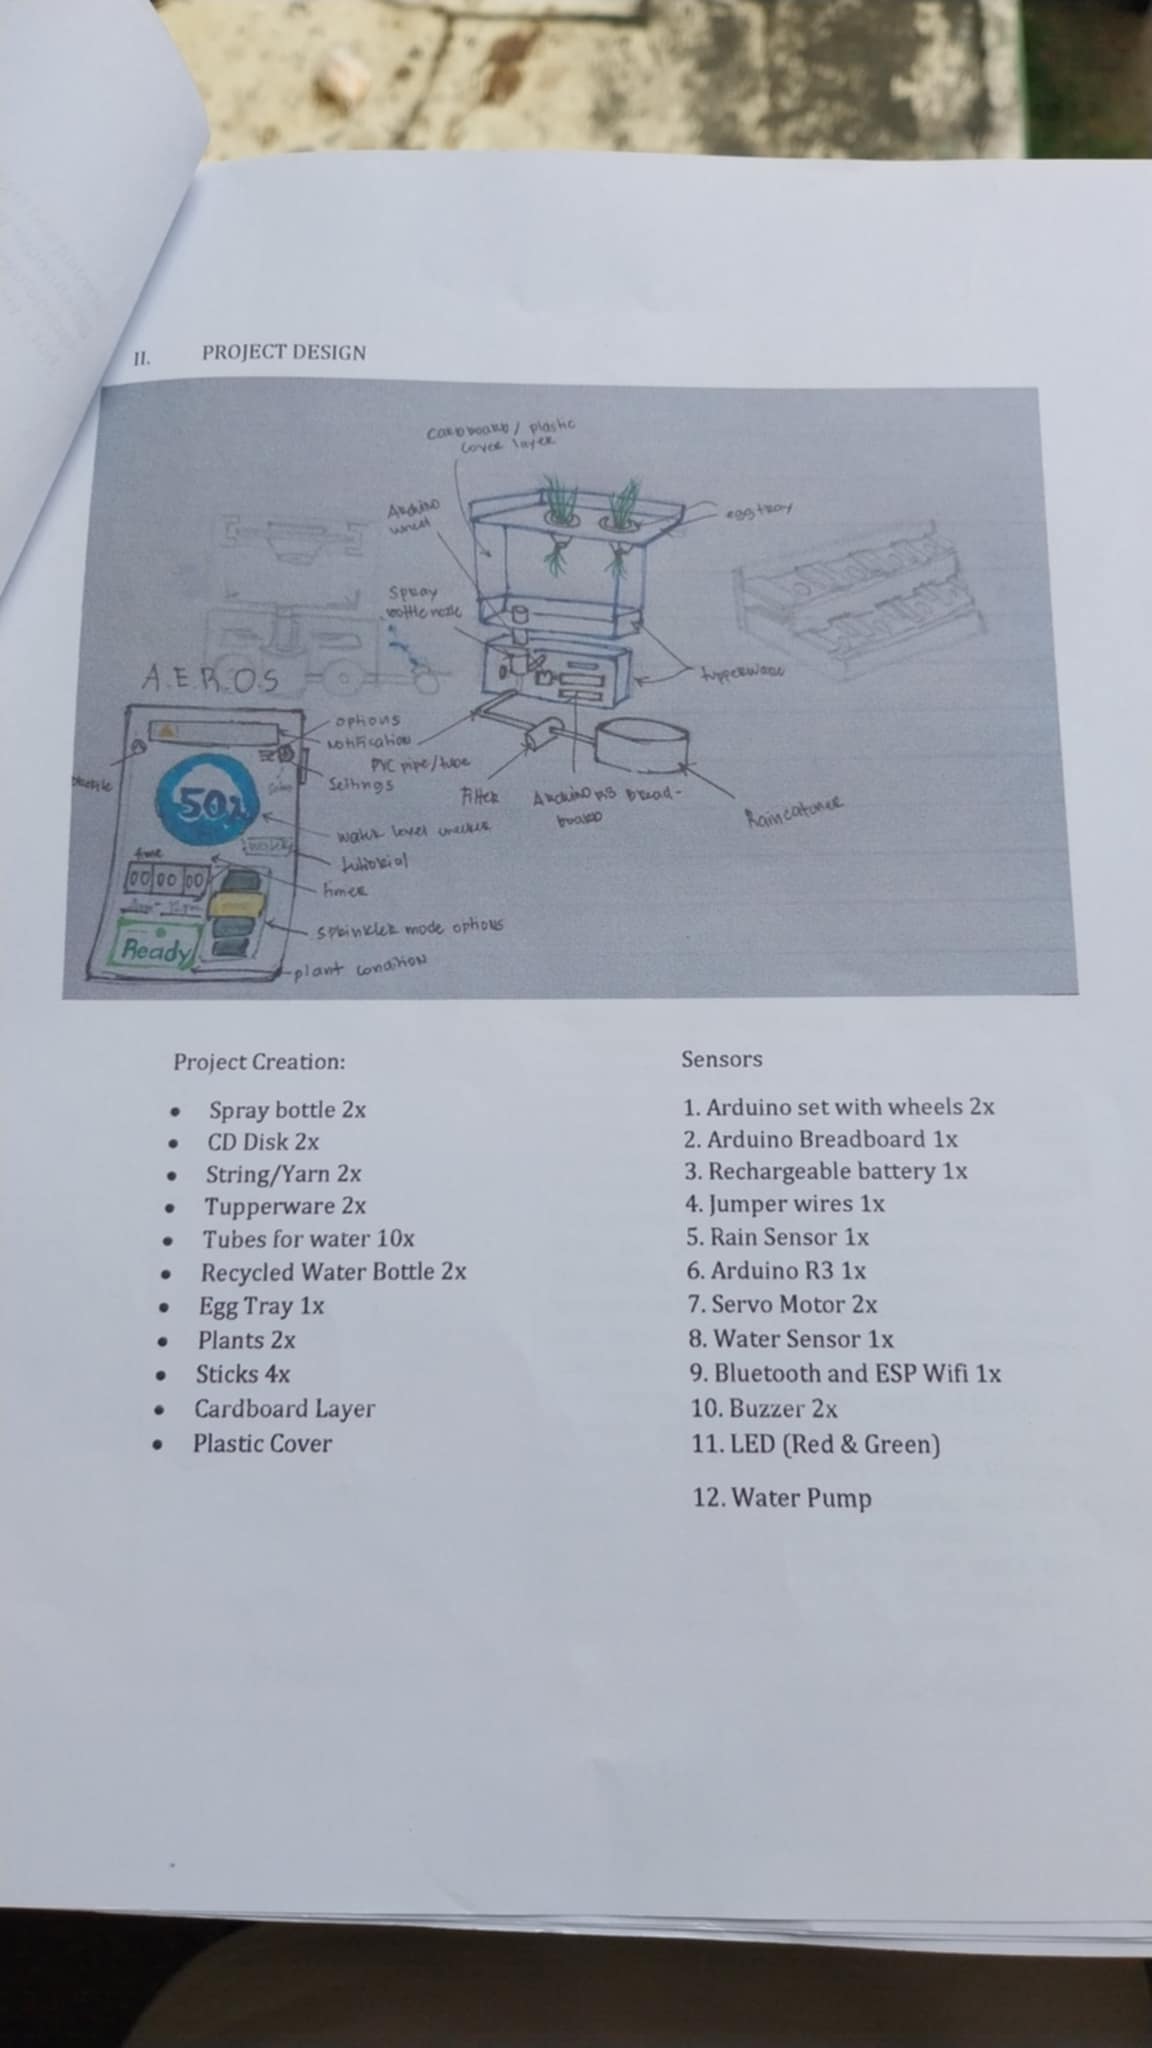 II. PROJECT DESIGN
cardboard / plastic
cover layer
Arduino
wheel
egg tray
Spray
bottle nozzle
tupperware
A.E.R.O.S
options
Notification
PVC pipe/tube
Settings
Filter
Arduino R3 Bread-
board
Raincatcher
50%
water level checker
tutorial
time
timer
00 00 00
sprinkler mode options
Ready
plant condition
Project Creation:
• Spray bottle 2x
• CD Disk 2x
• String/Yarn 2x
• Tupperware 2x
• Tubes for water 10x
• Recycled Water Bottle 2x
• Egg Tray 1x
• Plants 2x
• Sticks 4x
• Cardboard Layer
• Plastic Cover
Sensors
1. Arduino set with wheels 2x
2. Arduino Breadboard 1x
3. Rechargeable battery 1x
4. Jumper wires 1x
5. Rain Sensor 1x
6. Arduino R3 1x
7. Servo Motor 2x
8. Water Sensor 1x
9. Bluetooth and ESP Wifi 1x
10. Buzzer 2x
11. LED (Red & Green)
12. Water Pump